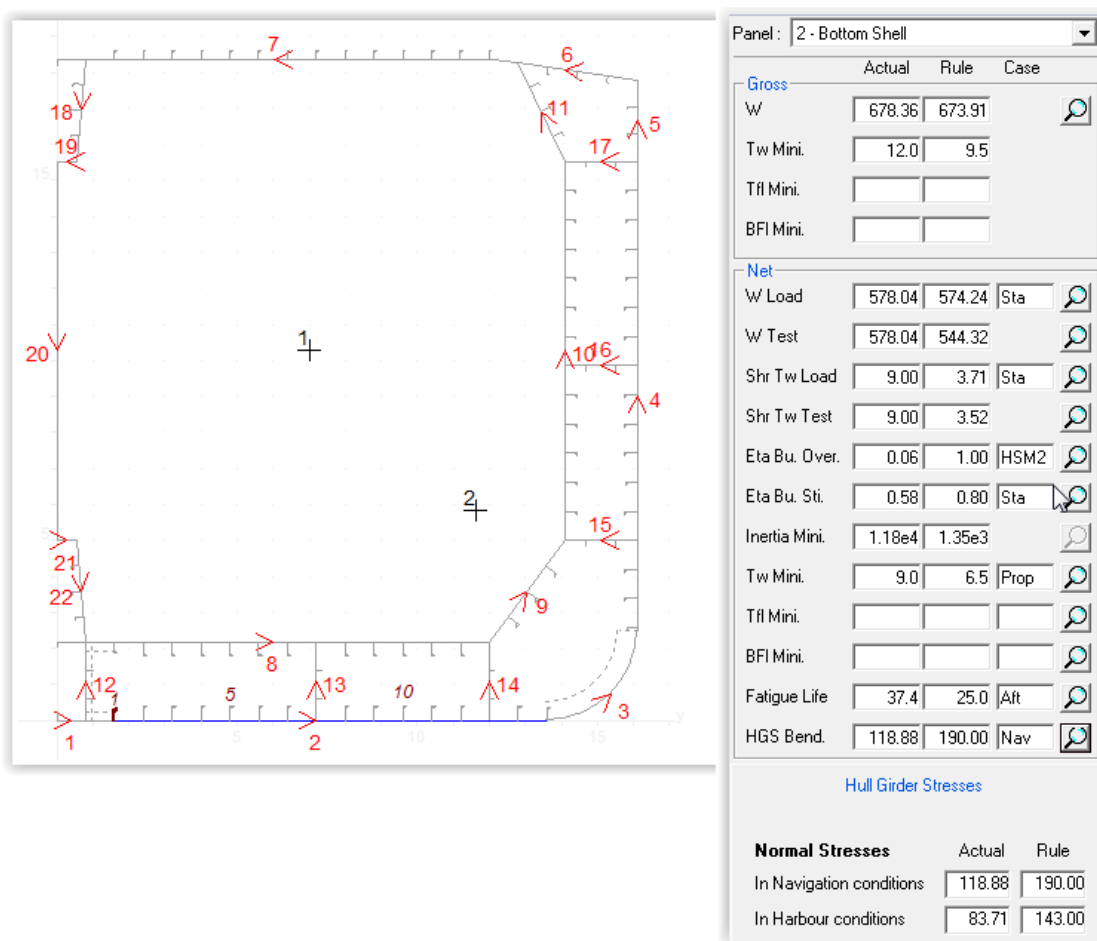 7
6
18
11
5
19
17
15
1
20
10
16
4
2
15
5
21
22
9
8
12
13
14
1
5
10
3
y
1
5
2
10
15
Panel : 2 - Bottom Shell
Actual Rule Case
Gross
W 678.36 673.91
Tw Mini. 12.0 9.5
Tfl Mini.
BFl Mini.
Net
W Load 578.04 574.24 Sta
W Test 578.04 544.32
Shr Tw Load 9.00 3.71 Sta
Shr Tw Test 9.00 3.52
Eta Bu. Over. 0.06 1.00 HSM2
Eta Bu. Sti. 0.58 0.80 Sta
Inertia Mini. 1.18e4 1.35e3
Tw Mini. 9.0 6.5 Prop
Tfl Mini.
BFl Mini.
Fatigue Life 37.4 25.0 Aft
HGS Bend. 118.88 190.00 Nav
Hull Girder Stresses
Normal Stresses Actual Rule
In Navigation conditions 118.88 190.00
In Harbour conditions 83.71 143.00